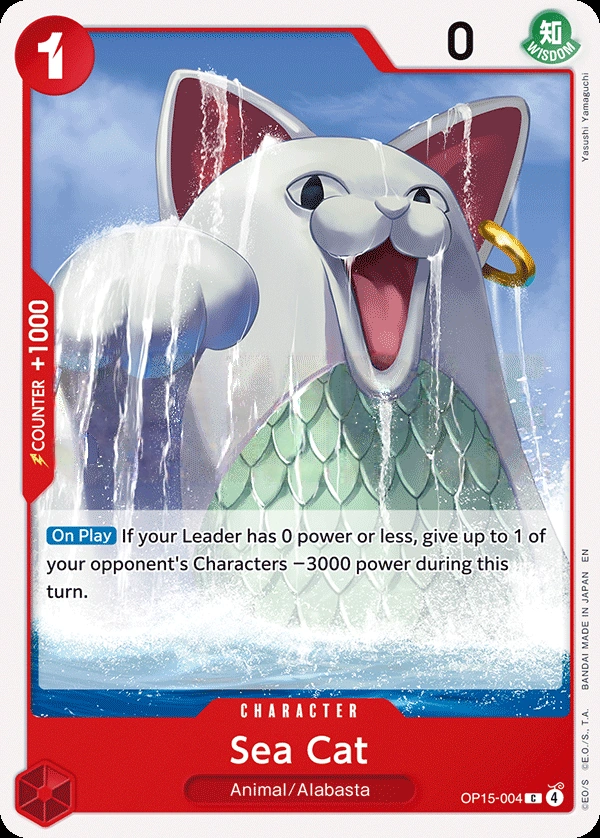 1
0
知
WISDOM
Yasushi Yamaguchi
COUNTER +1000
On Play If your Leader has 0 power or less, give up to 1 of
your opponent's Characters −3000 power during this
turn.
CHARACTER
Sea Cat
Animal/Alabasta
OP15-004 C 4
©EO/S ©E.O./S., T.A. BANDAI MADE IN JAPAN EN